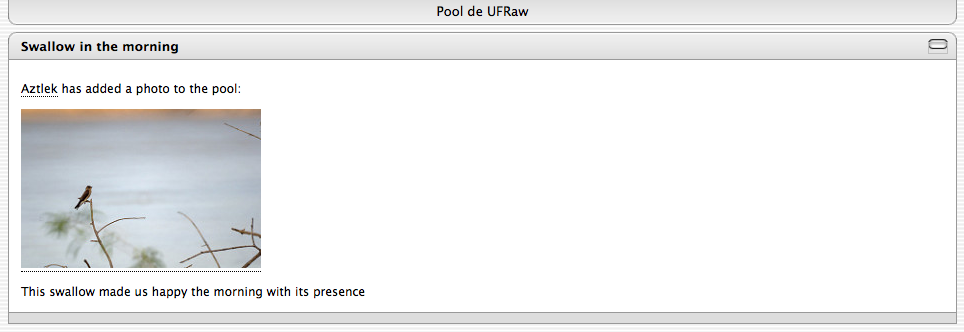 Pool de UFRaw
Swallow in the morning
Aztlek has added a photo to the pool:
This swallow made us happy the morning with its presence